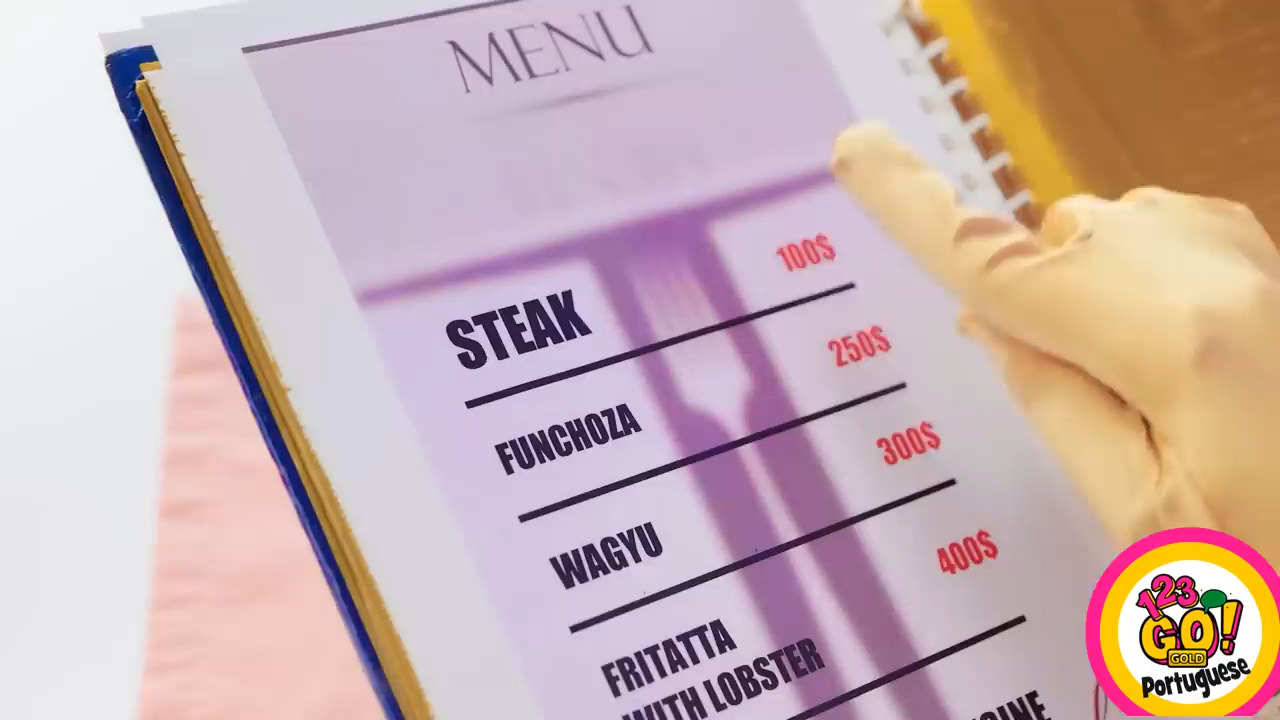 MENU
STEAK 100$
FUNCHOZA 250$
WAGYU 300$
FRITATTA 400$
WITH LOBSTER
123
GO!
GOLD
Portuguese